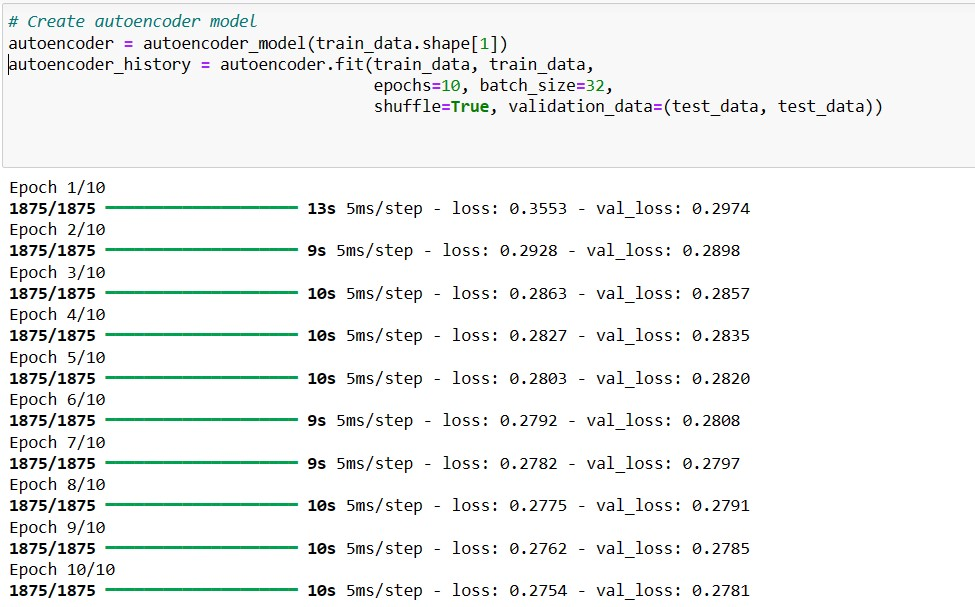 # Create autoencoder model
autoencoder = autoencoder_model(train_data.shape[1])
autoencoder_history = autoencoder.fit(train_data, train_data,
epochs=10, batch_size=32,
shuffle=True, validation_data=(test_data, test_data))
Epoch 1/10
1875/1875 13s 5ms/step - loss: 0.3553 - val_loss: 0.2974
Epoch 2/10
1875/1875 9s 5ms/step - loss: 0.2928 - val_loss: 0.2898
Epoch 3/10
1875/1875 10s 5ms/step - loss: 0.2863 - val_loss: 0.2857
Epoch 4/10
1875/1875 10s 5ms/step - loss: 0.2827 - val_loss: 0.2835
Epoch 5/10
1875/1875 10s 5ms/step - loss: 0.2803 - val_loss: 0.2820
Epoch 6/10
1875/1875 9s 5ms/step - loss: 0.2792 - val_loss: 0.2808
Epoch 7/10
1875/1875 9s 5ms/step - loss: 0.2782 - val_loss: 0.2797
Epoch 8/10
1875/1875 10s 5ms/step - loss: 0.2775 - val_loss: 0.2791
Epoch 9/10
1875/1875 10s 5ms/step - loss: 0.2762 - val_loss: 0.2785
Epoch 10/10
1875/1875 10s 5ms/step - loss: 0.2754 - val_loss: 0.2781